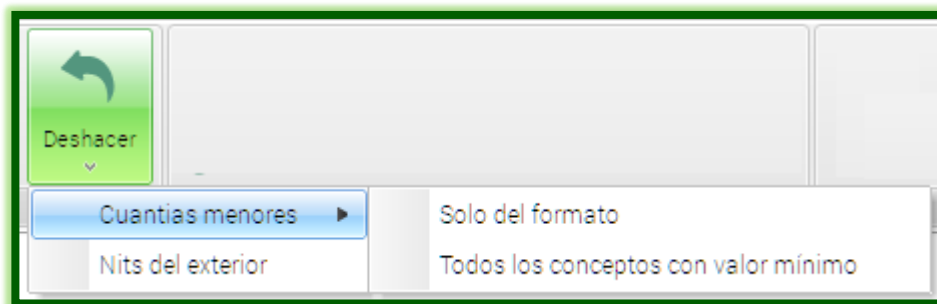 Deshacer
Cuantias menores
Solo del formato
Nits del exterior
Todos los conceptos con valor mínimo